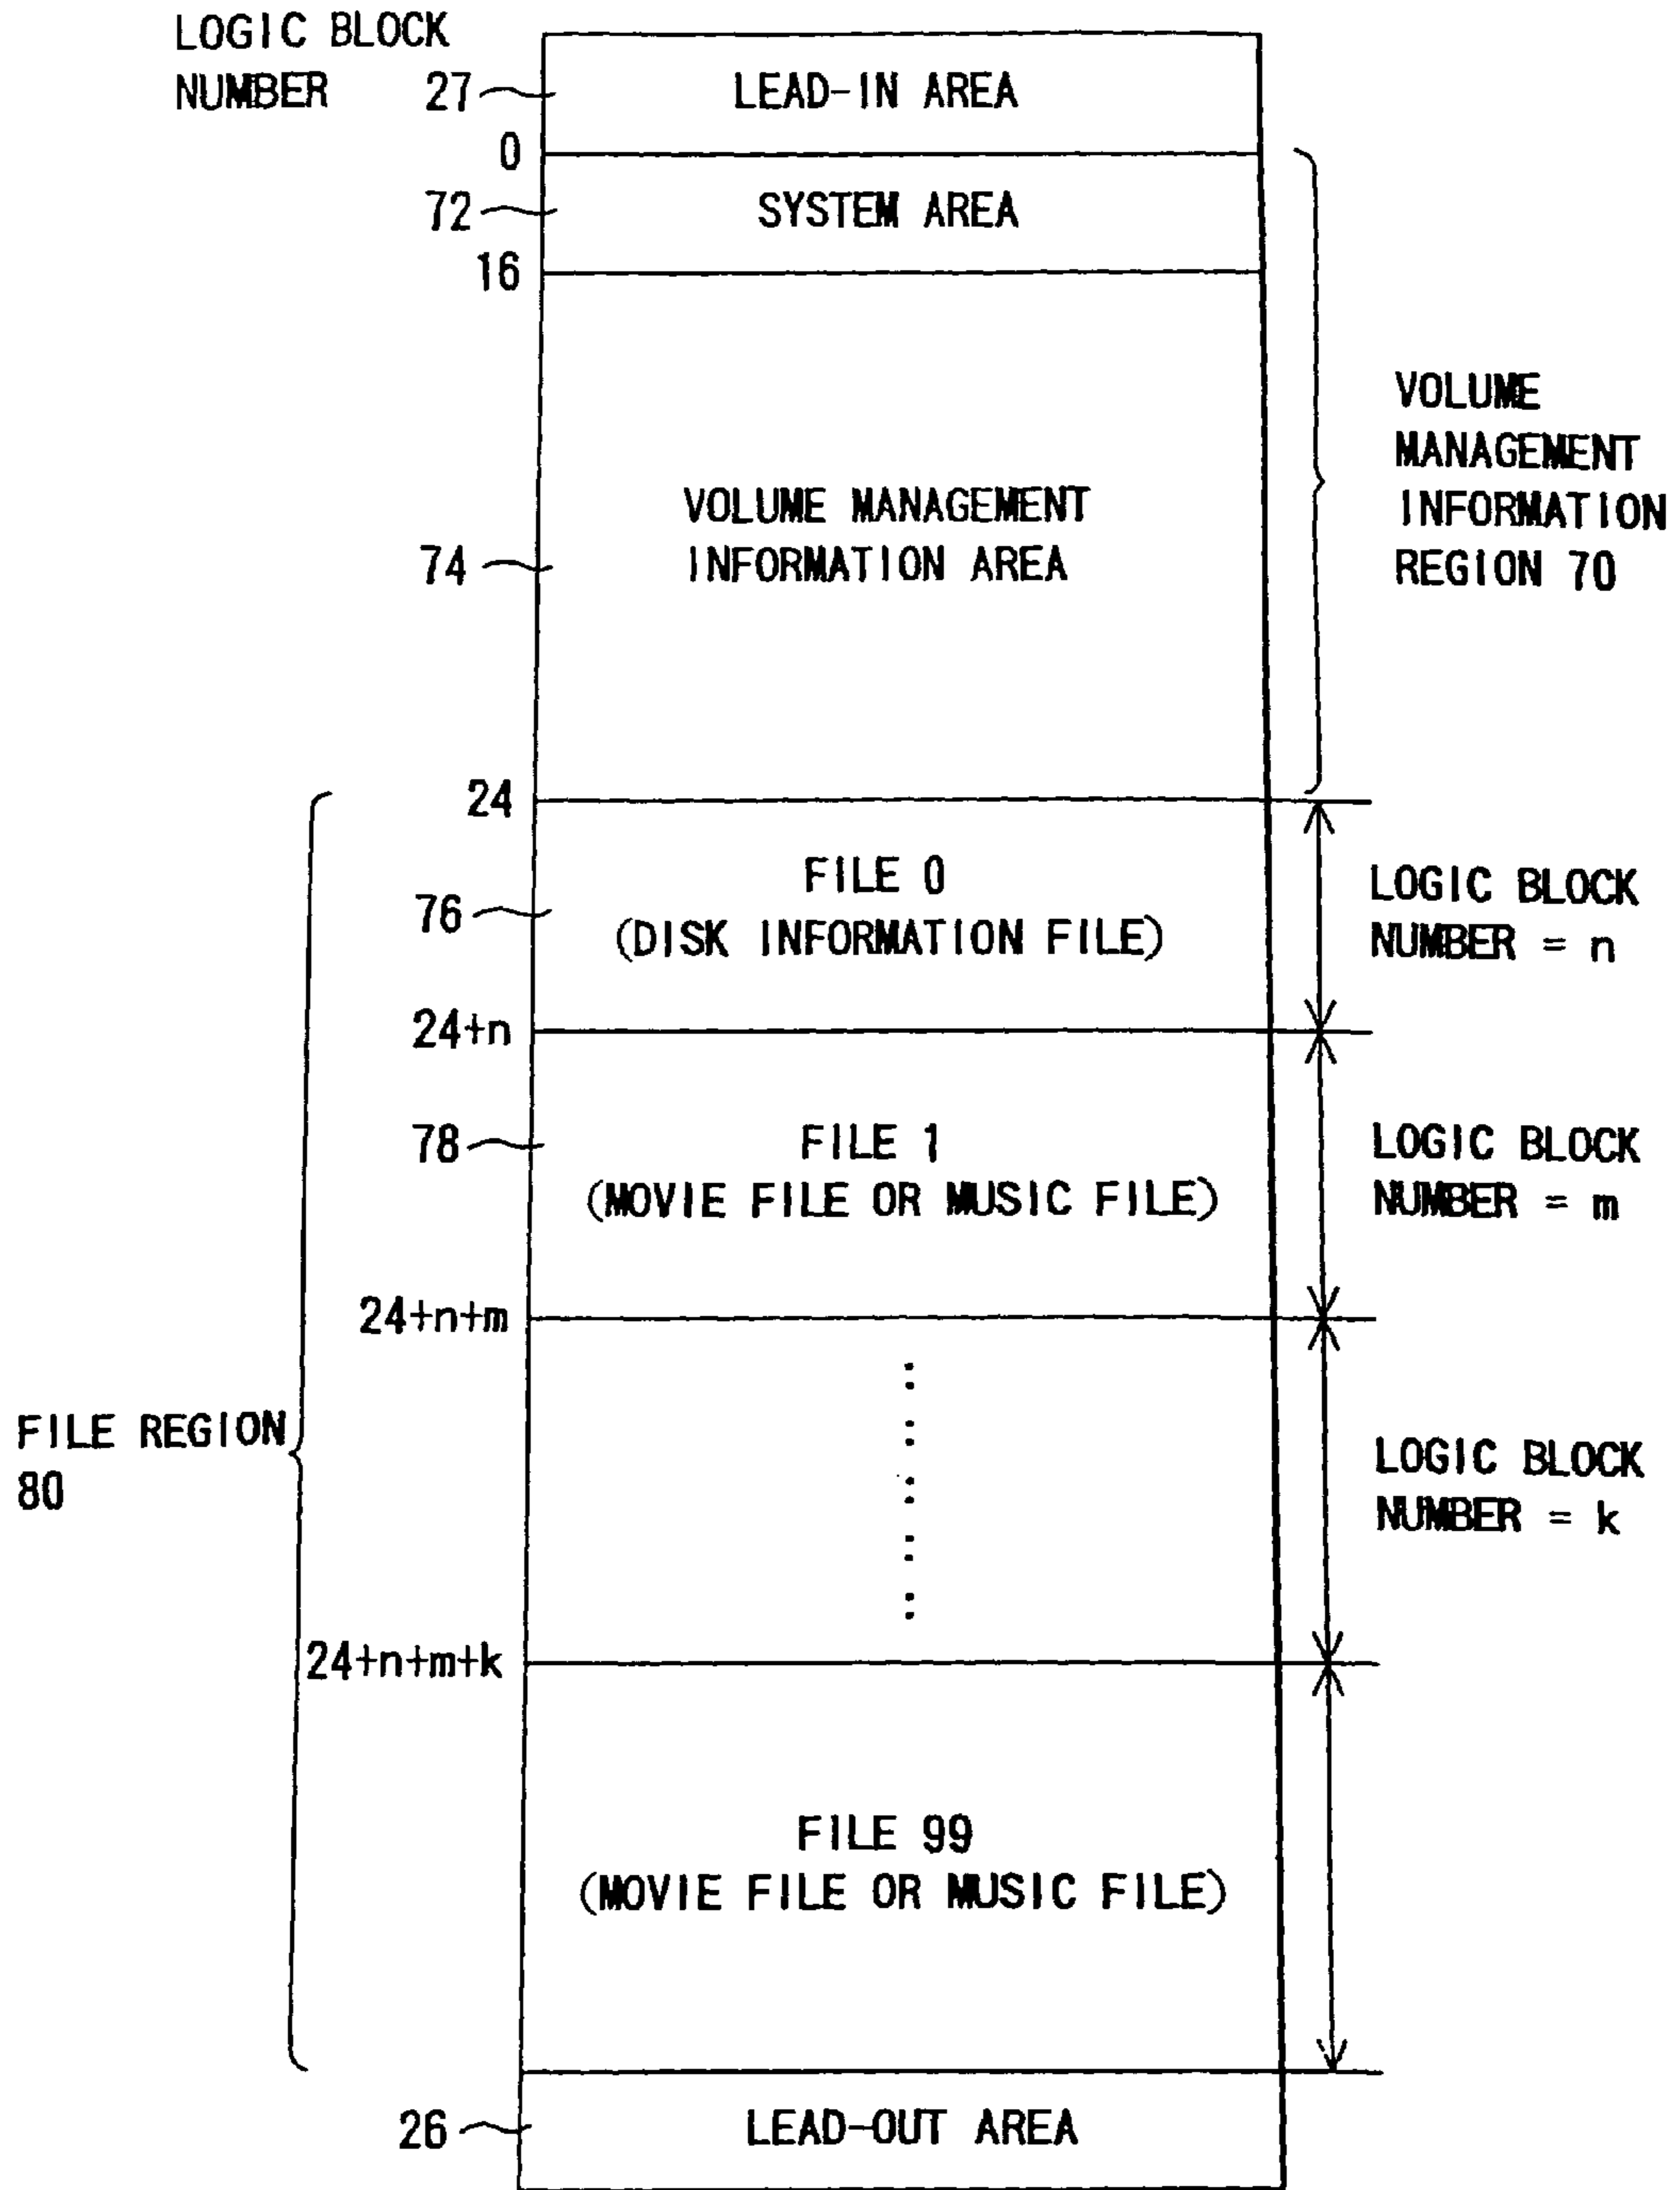 LOGIC BLOCK
NUMBER
27
LEAD-IN AREA
0
72
SYSTEM AREA
16
VOLUME
MANAGEMENT
INFORMATION
REGION 70
VOLUME MANAGEMENT
INFORMATION AREA
74
24
FILE 0
(DISK INFORMATION FILE)
76
LOGIC BLOCK
NUMBER = n
24+n
78
FILE 1
(MOVIE FILE OR MUSIC FILE)
LOGIC BLOCK
NUMBER = m
24+n+m
FILE REGION
80
LOGIC BLOCK
NUMBER = k
24+n+m+k
FILE 99
(MOVIE FILE OR MUSIC FILE)
26
LEAD-OUT AREA